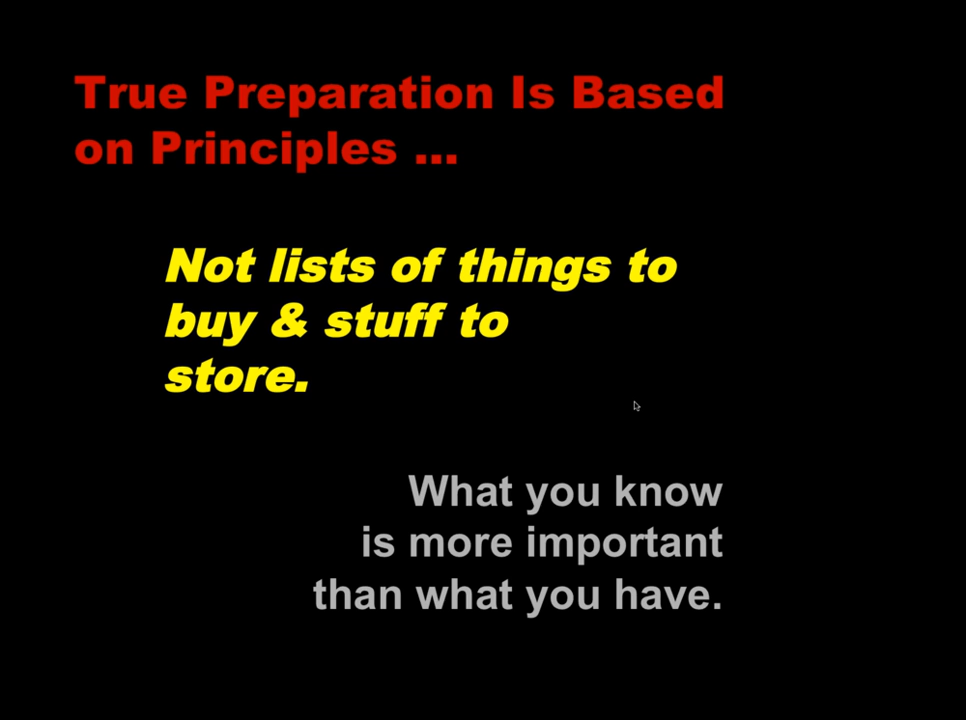 True Preparation Is Based
on Principles ...
Not lists of things to
buy & stuff to
store.
What you know
is more important
than what you have.